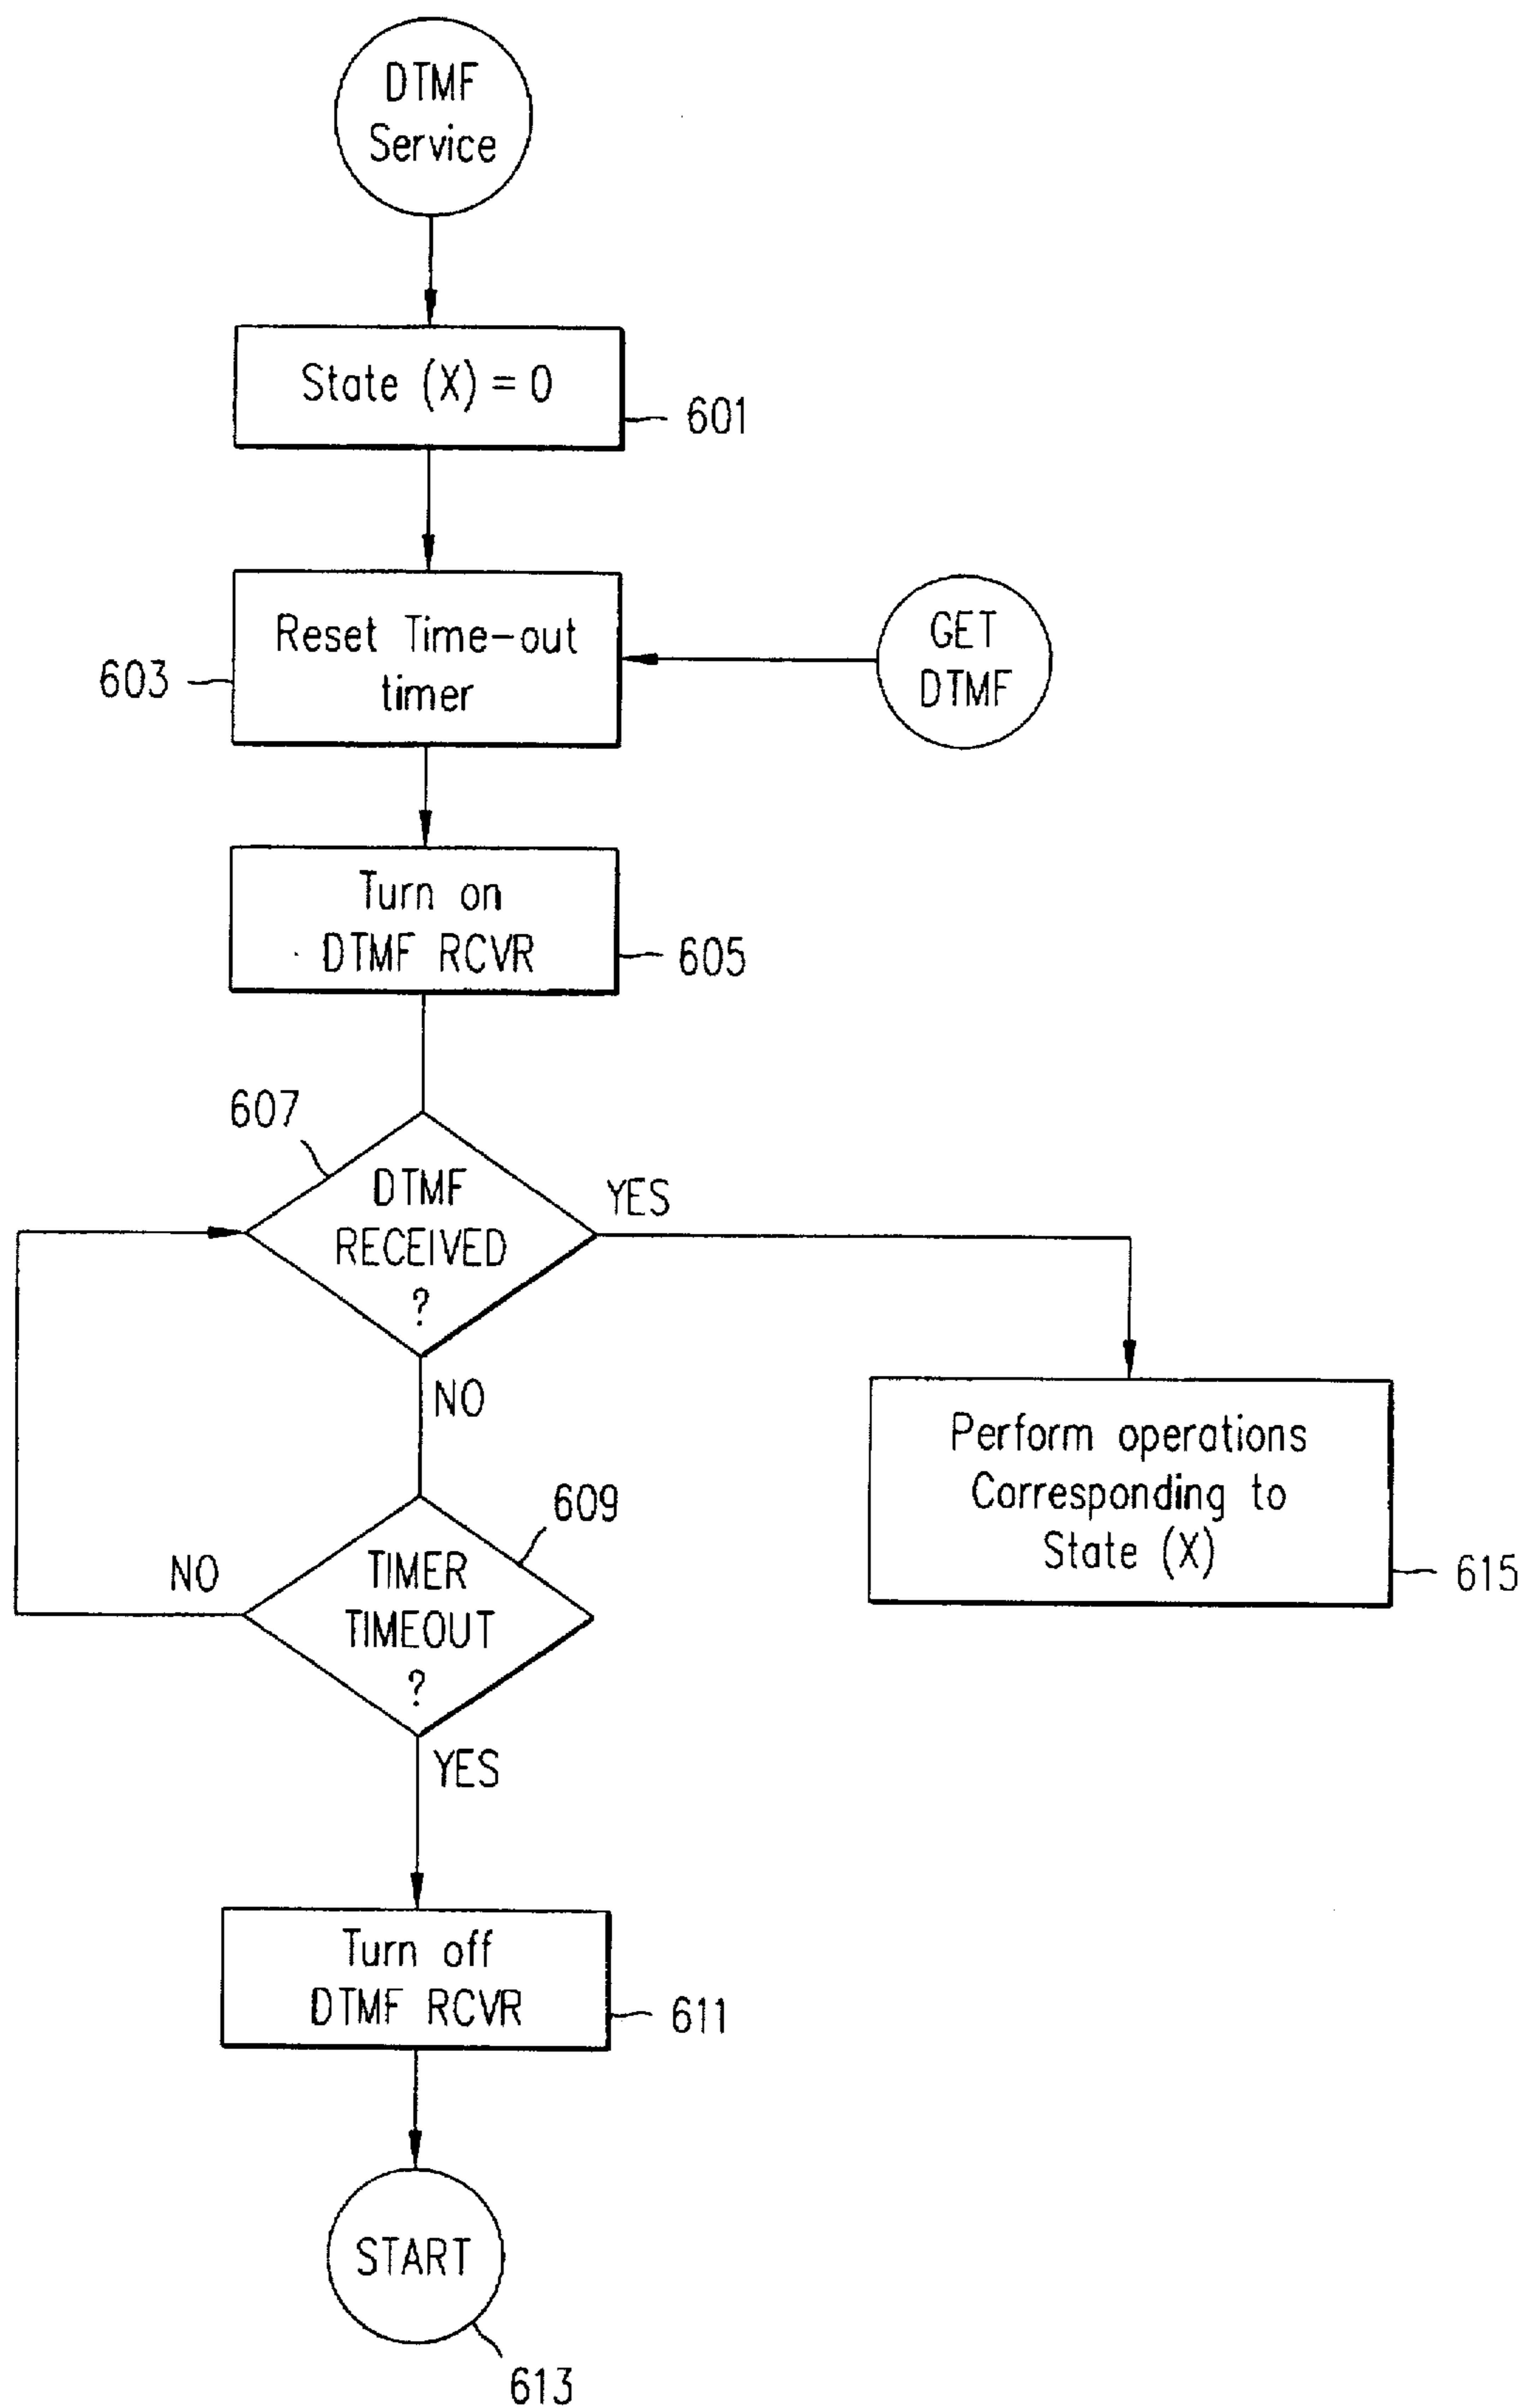 DTMF
Service
State (X) = 0
601
Reset Time-out
timer
603
GET
DTMF
Turn on
DTMF RCVR
605
607
DTMF
RECEIVED
?
YES
NO
609
TIMER
TIMEOUT
?
NO
YES
Perform operations
Corresponding to
State (X)
615
Turn off
DTMF RCVR
611
START
613